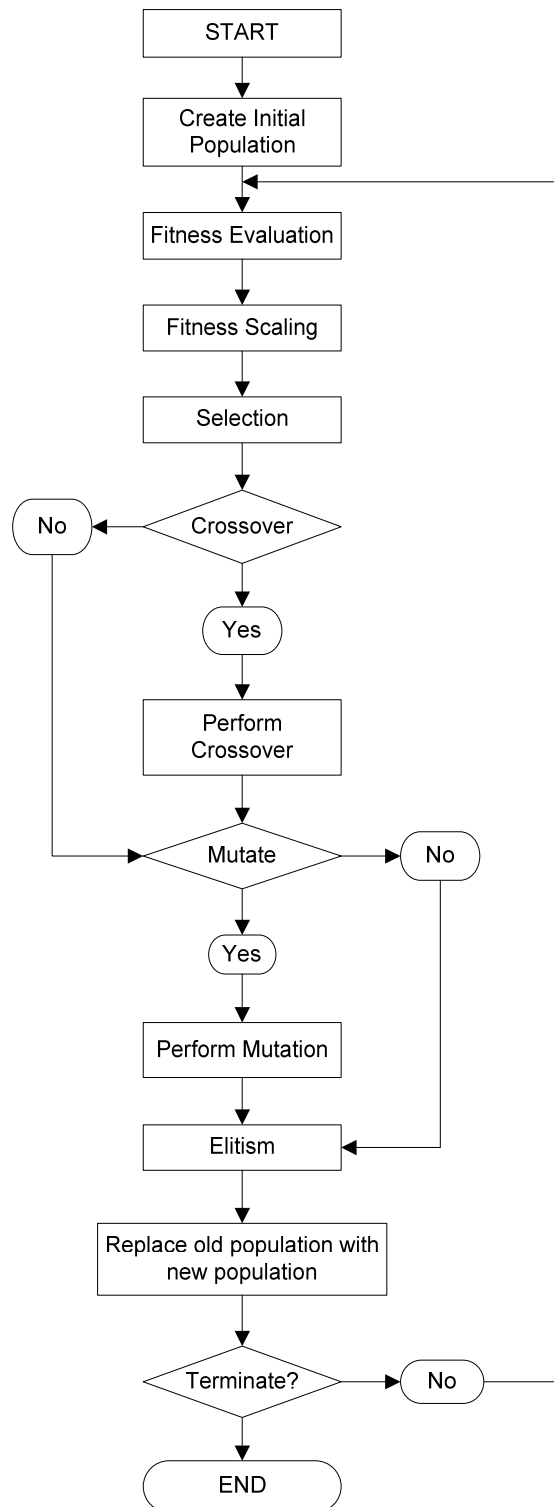 START
Create Initial
Population
Fitness Evaluation
Fitness Scaling
Selection
No
Crossover
Yes
Perform
Crossover
Mutate
No
Yes
Perform Mutation
Elitism
Replace old population with
new population
Terminate?
No
END